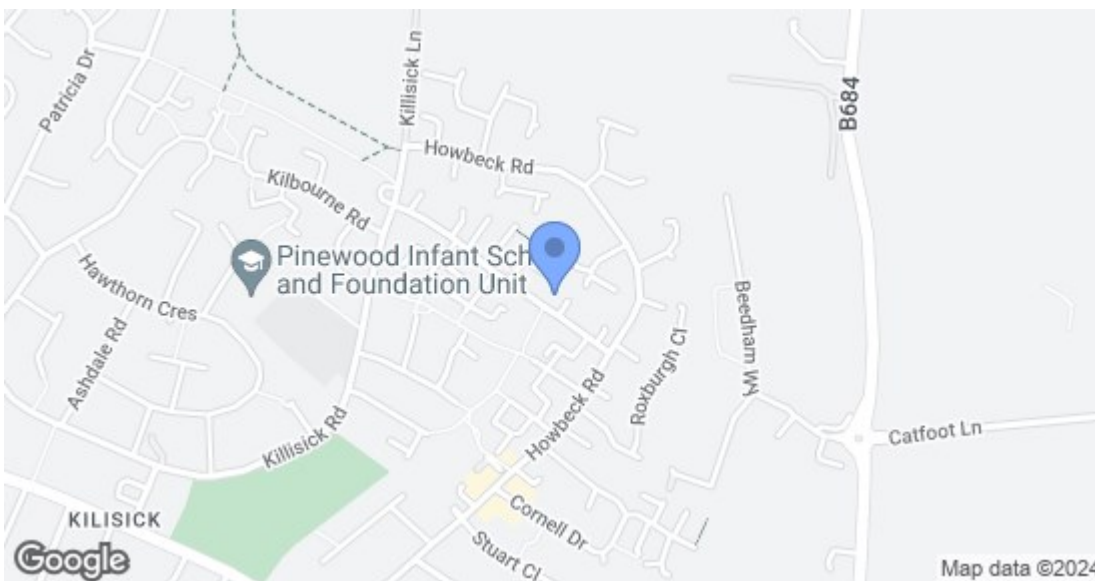 Patricia Dr
Killisick Ln
B684
Howbeck Rd
Kilbourne Rd
Pinewood Infant Sch
and Foundation Unit
Hawthorn Cres
Ashdale Rd
Beedham Wy
Roxburgh Cl
Howbeck Rd
Catfoot Ln
Killisick Rd
KILISICK
Cornell Dr
Stuart Cl
Google
Map data ©2024